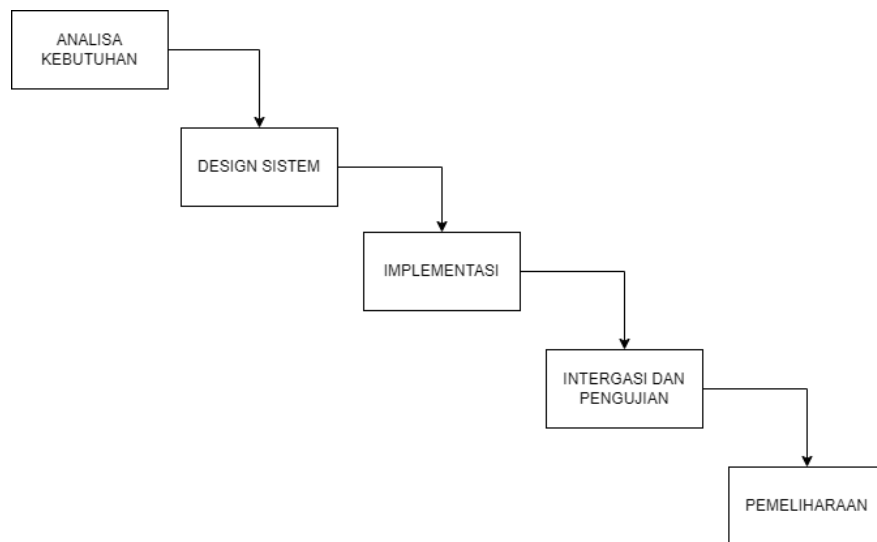 ANALISA
KEBUTUHAN
DESIGN SISTEM
IMPLEMENTASI
INTERGASI DAN
PENGUJIAN
PEMELIHARAAN